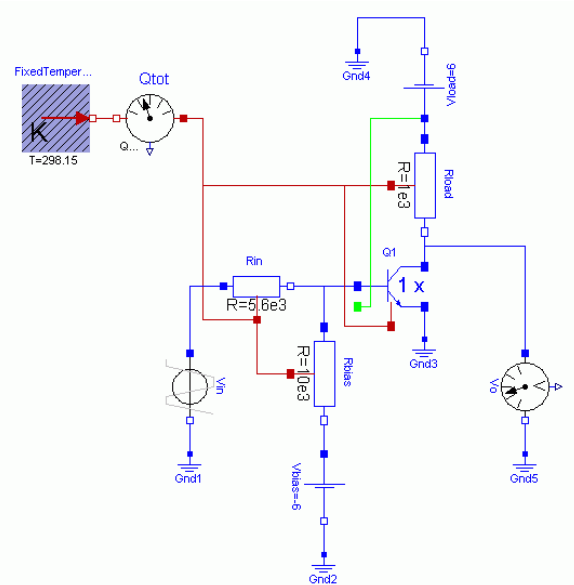 Gnd4
Vload=6
FixedTemper...
Qtot
K
Q...
T=298.15
R=1e3
Rload
Rin
Q1
1 x
R=5.6e3
Gnd3
R=10e3
Rbias
Vin
Vo
V
Gnd1
Gnd5
Vbias=-6
Gnd2